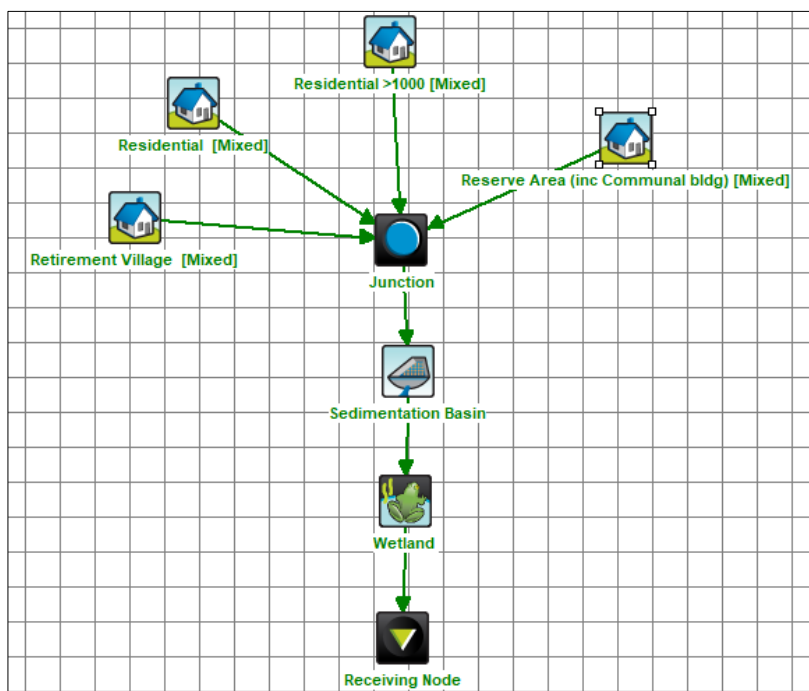 Residential >1000 [Mixed]
Residential [Mixed]
Reserve Area (inc Communal bldg) [Mixed]
Retirement Village [Mixed]
Junction
Sedimentation Basin
Wetland
Receiving Node